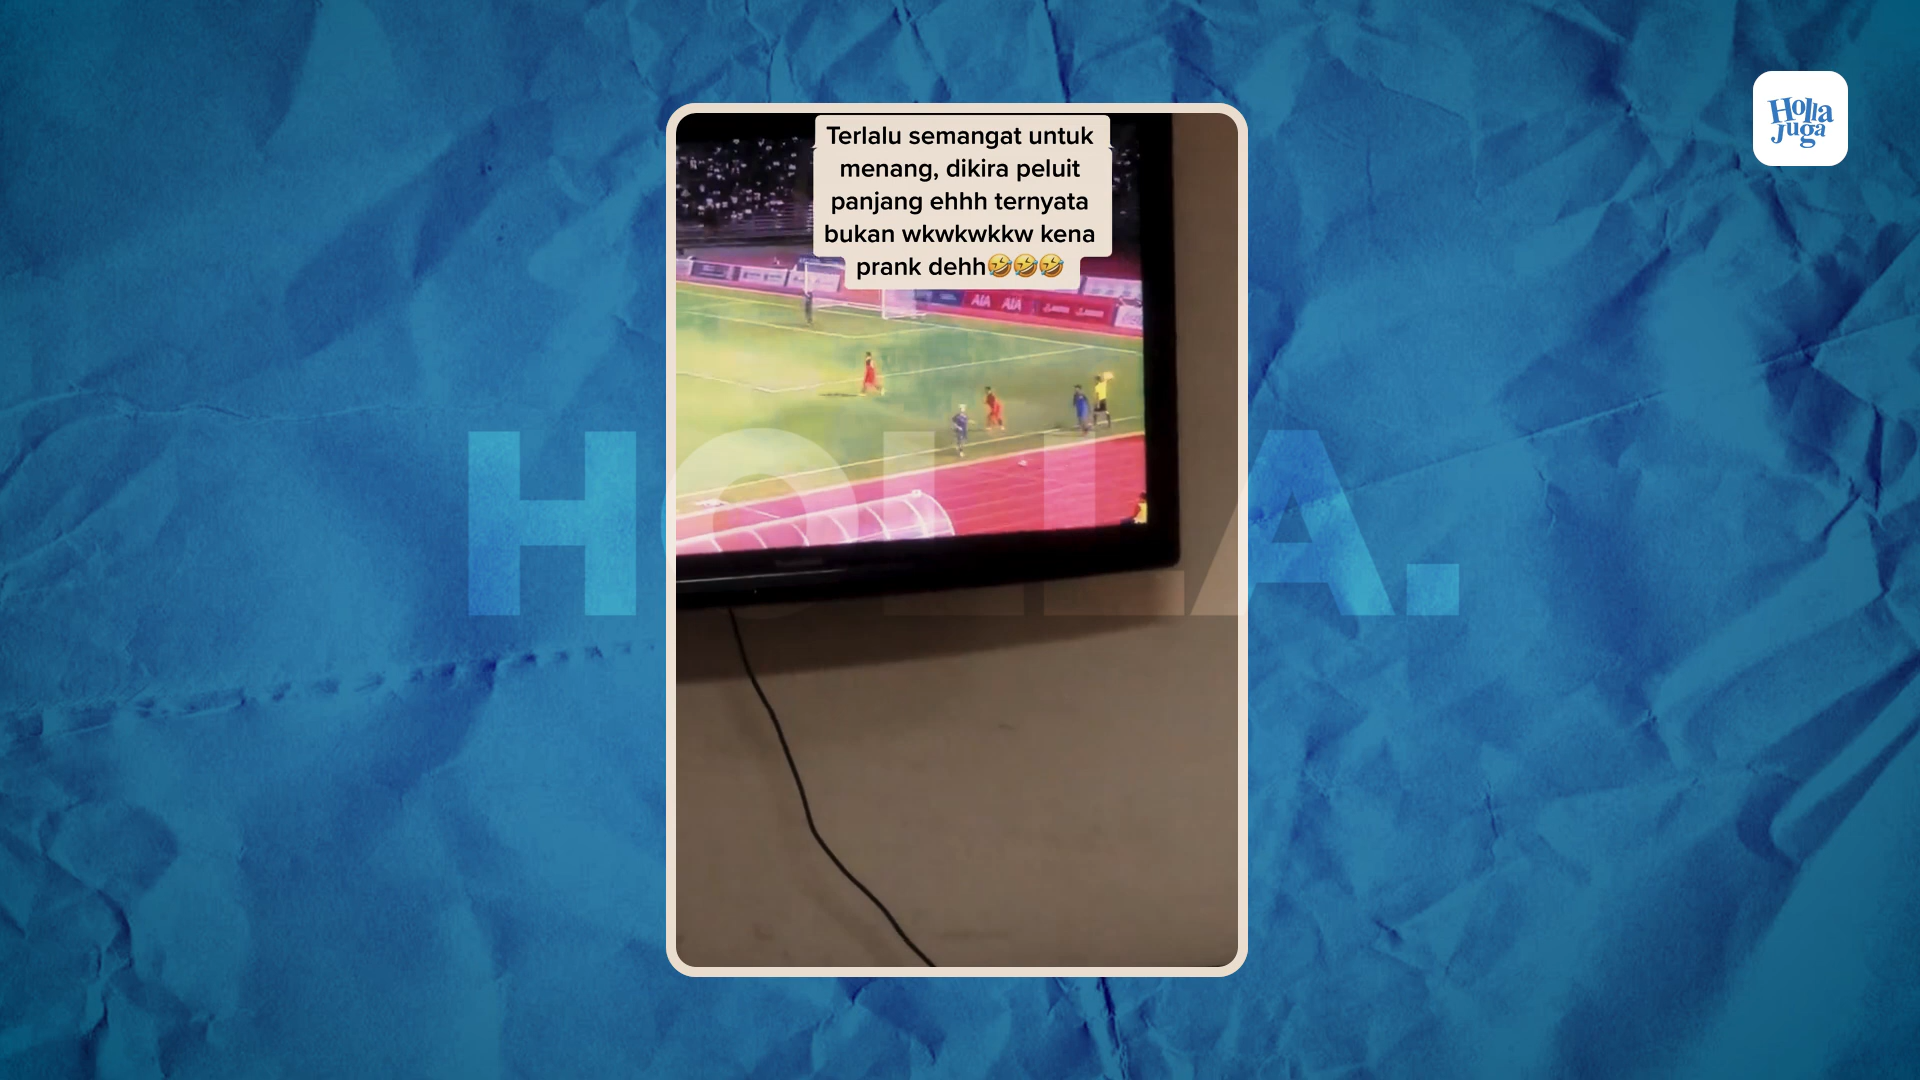 Holla
juga
Terlalu semangat untuk
menang, dikira peluit
panjang ehhh ternyata
bukan wkwkwkkw kena
prank dehh🤣🤣🤣
AIA AIA
HOLLA.